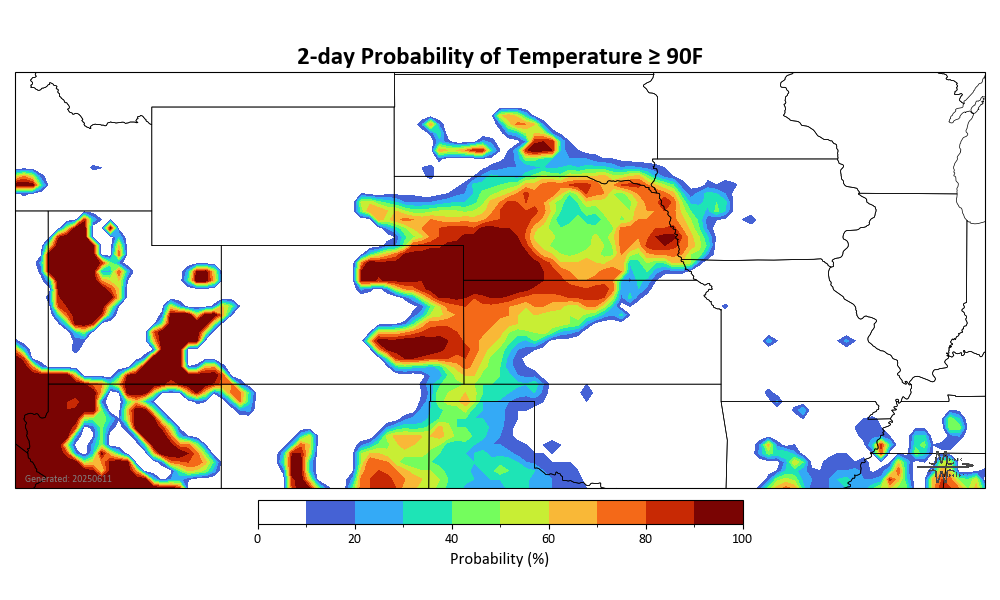 2-day Probability of Temperature ≥ 90F
Generated: 20250611
0 20 40 60 80 100
Probability (%)